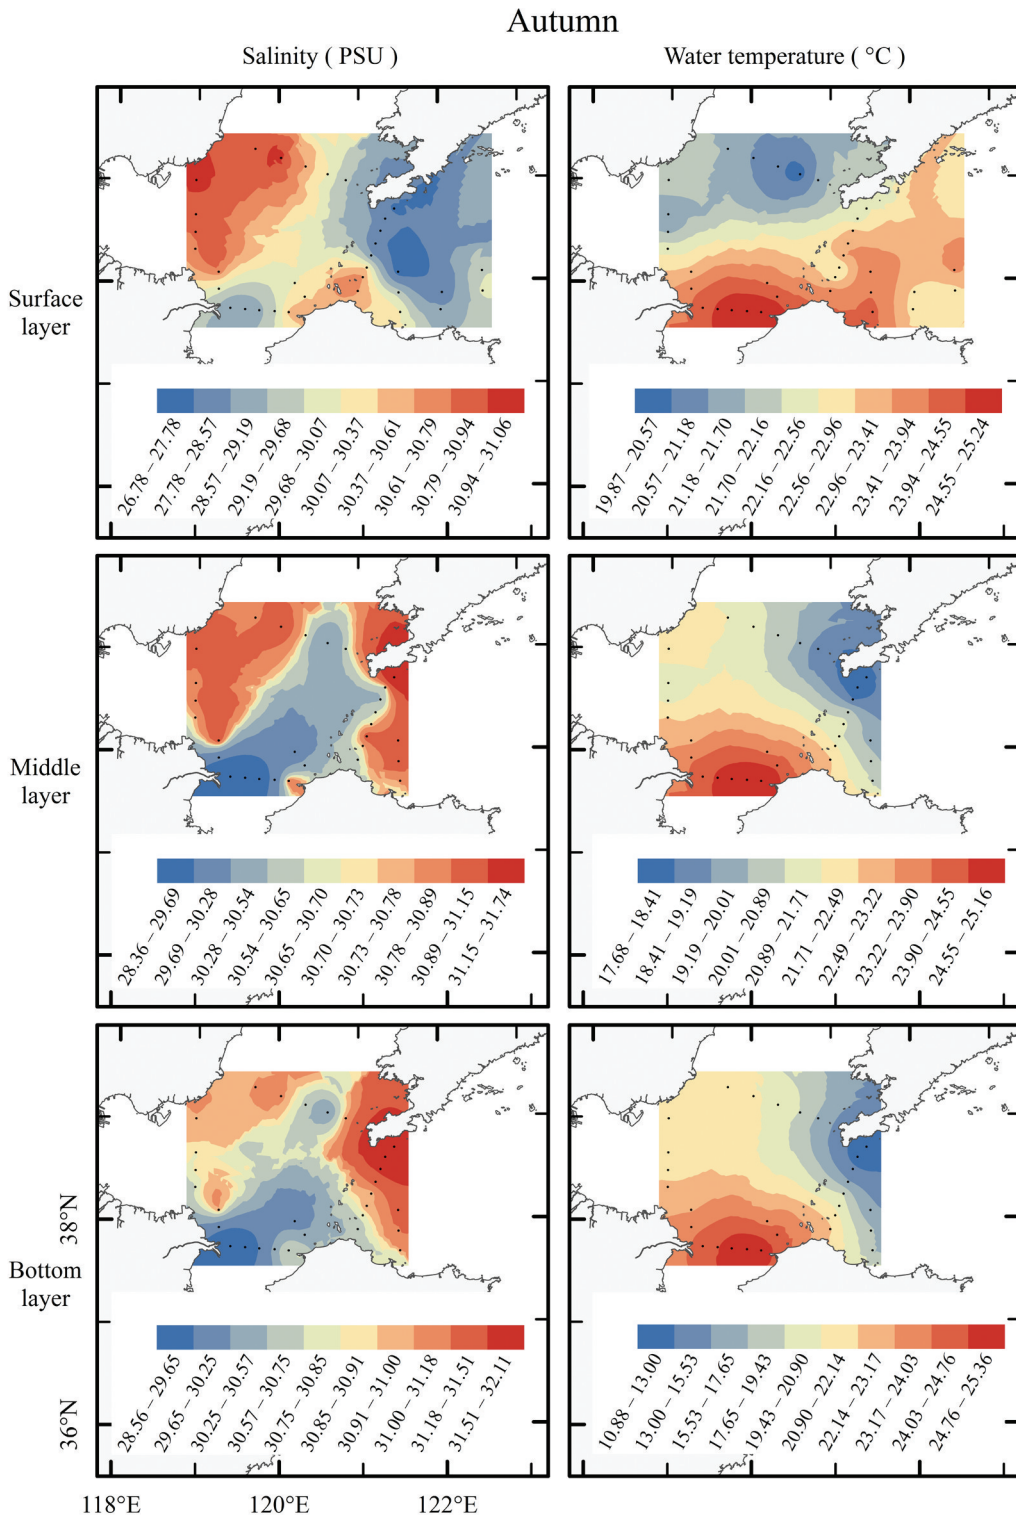 Autumn
Salinity ( PSU )
Water temperature ( °C )
Surface
layer
26.78 – 27.78
27.78 – 28.57
28.57 – 29.19
29.19 – 29.68
29.68 – 30.07
30.07 – 30.37
30.37 – 30.61
30.61 – 30.79
30.79 – 30.94
30.94 – 31.06
19.87 – 20.57
20.57 – 21.18
21.18 – 21.70
21.70 – 22.16
22.16 – 22.56
22.56 – 22.96
22.96 – 23.41
23.41 – 23.94
23.94 – 24.55
24.55 – 25.24
Middle
layer
28.36 – 29.69
29.69 – 30.28
30.28 – 30.54
30.54 – 30.65
30.65 – 30.70
30.70 – 30.73
30.73 – 30.78
30.78 – 30.89
30.89 – 31.15
31.15 – 31.74
17.68 – 18.41
18.41 – 19.19
19.19 – 20.01
20.01 – 20.89
20.89 – 21.71
21.71 – 22.49
22.49 – 23.22
23.22 – 23.90
23.90 – 24.55
24.55 – 25.16
38°N
Bottom
layer
36°N
28.56 – 29.65
29.65 – 30.25
30.25 – 30.57
30.57 – 30.75
30.75 – 30.85
30.85 – 30.91
30.91 – 31.00
31.00 – 31.18
31.18 – 31.51
31.51 – 32.11
10.88 – 13.00
13.00 – 15.53
15.53 – 17.65
17.65 – 19.43
19.43 – 20.90
20.90 – 22.14
22.14 – 23.17
23.17 – 24.03
24.03 – 24.76
24.76 – 25.36
118°E
120°E
122°E